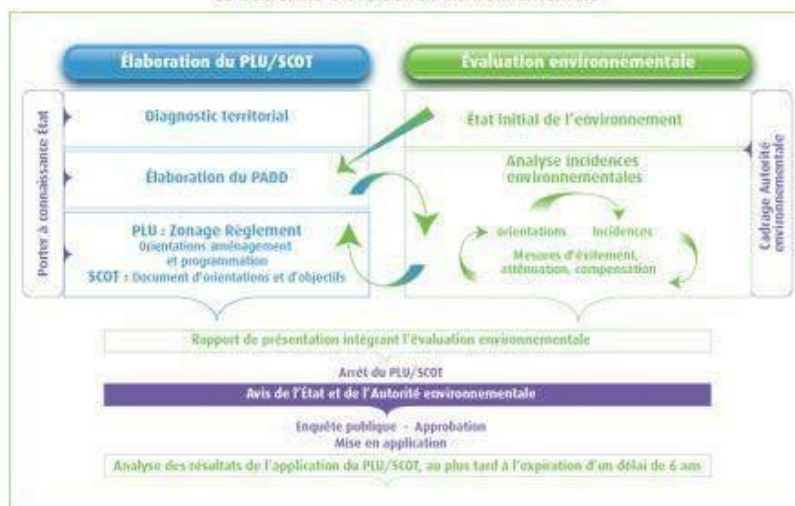 Élaboration du PLU/SCOT
Évaluation environnementale
Porter à connaissance État
Diagnostic territorial
État initial de l'environnement
Élaboration du PADD
Analyse incidences
environnementales
PLU : Zonage Règlement
Orientations aménagement
et programmation
SCOT : Document d'orientations et d'objectifs
orientations
Incidences
Mesures d'évitement,
atténuation, compensation
Cadrage Autorité
environnementale
Rapport de présentation intégrant l'évaluation environnementale
Arrêt du PLU/SCOT
Avis de l'État et de l'Autorité environnementale
Enquête publique - Approbation
Mise en application
Analyse des résultats de l'application du PLU/SCOT, au plus tard à l'expiration d'un délai de 6 ans